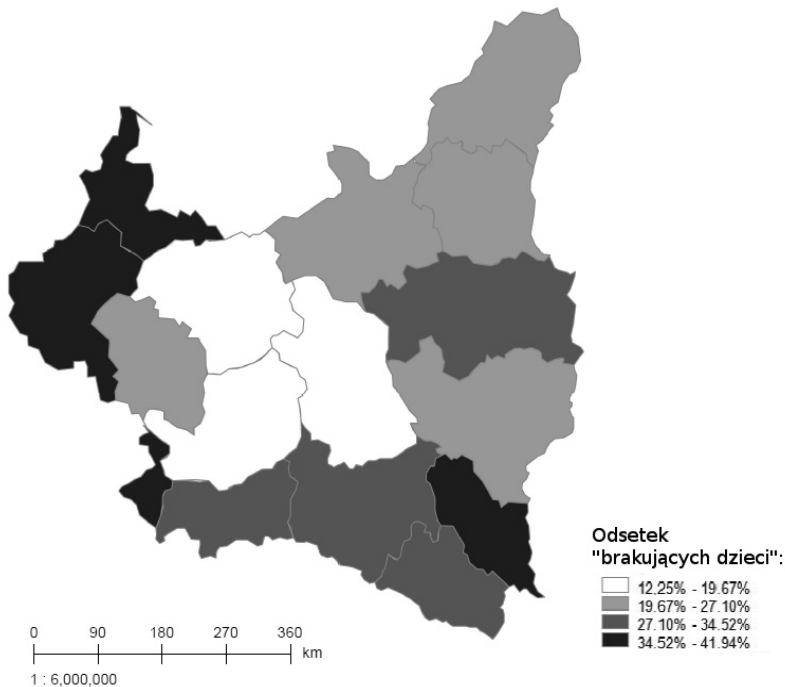 Odsetek
"brakujących dzieci":
12.25% - 19.67%
19.67% - 27.10%
27.10% - 34.52%
34.52% - 41.94%
0 90 180 270 360
km
1 : 6,000,000